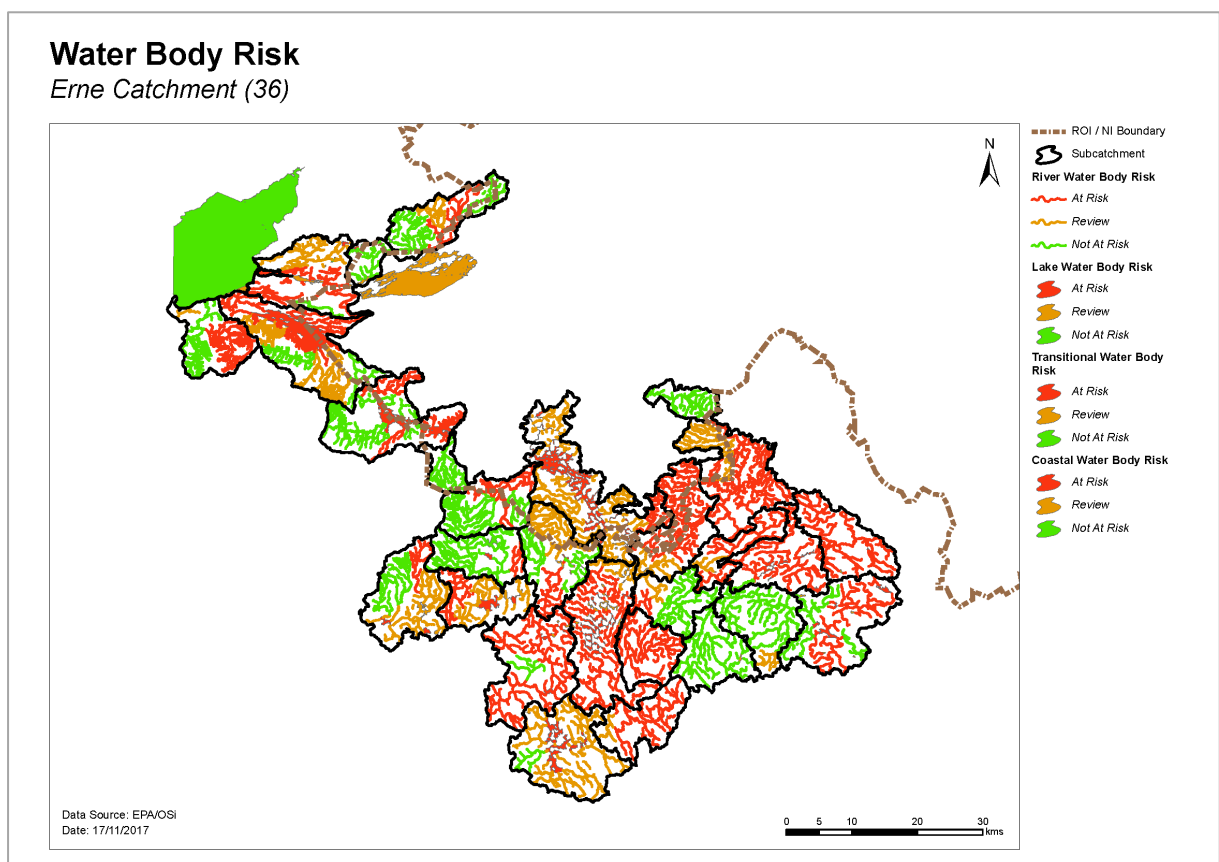 Water Body Risk
Erne Catchment (36)
N
ROI / NI Boundary
Subcatchment
River Water Body Risk
At Risk
Review
Not At Risk
Lake Water Body Risk
At Risk
Review
Not At Risk
Transitional Water Body
Risk
At Risk
Review
Not At Risk
Coastal Water Body Risk
At Risk
Review
Not At Risk
Data Source: EPA/OSi
Date: 17/11/2017
0 5 10 20 30
kms